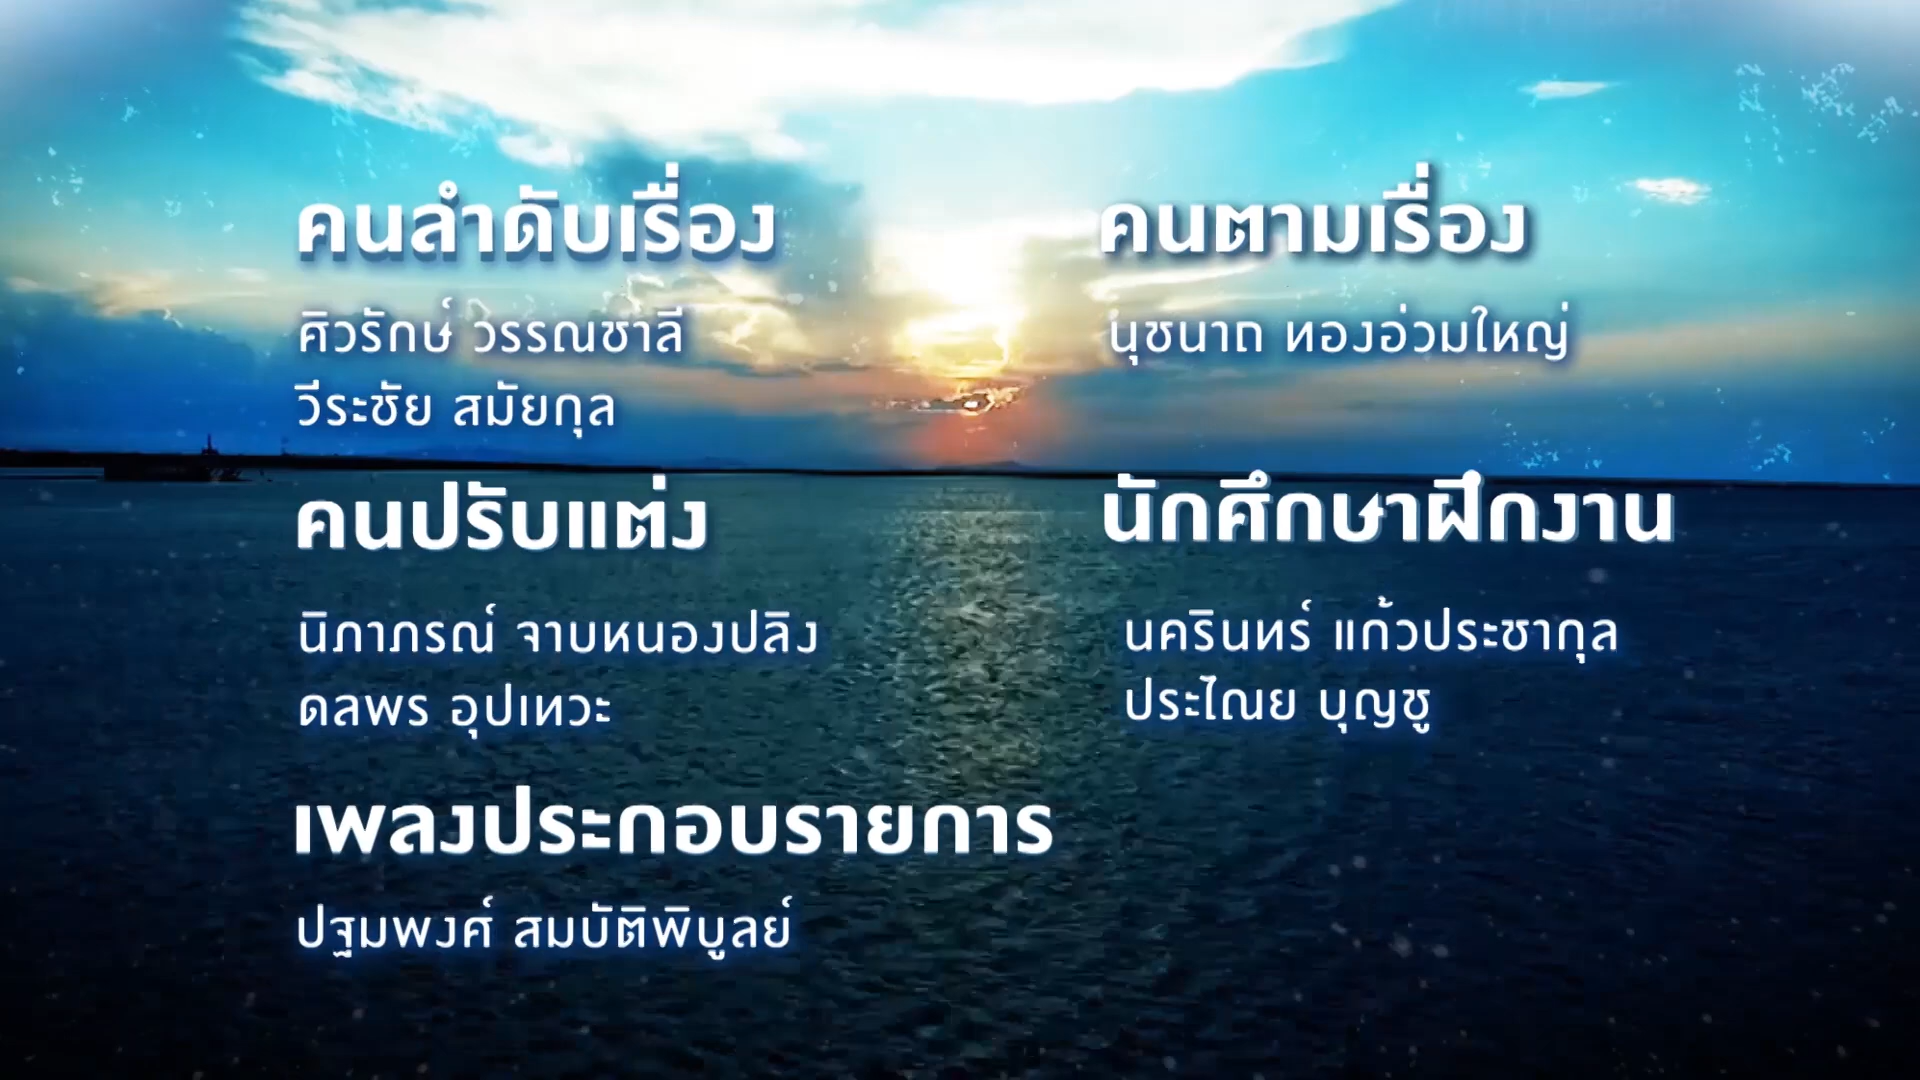 คนลำดับเรื่อง
ศิวรักษ์ วรรณชาลี
วีระชัย สมัยกุล
คนตามเรื่อง
นุชนาถ ทองอ่วมใหญ่
คนปรับแต่ง
นิภาภรณ์ จาบหนองปลิง
ดลพร อุปเทวะ
นักศึกษาฝึกงาน
นครินทร์ แก้วประชากุล
ประไณย บุญชู
เพลงประกอบรายการ
ปฐมพงศ์ สมบัติพิบูลย์